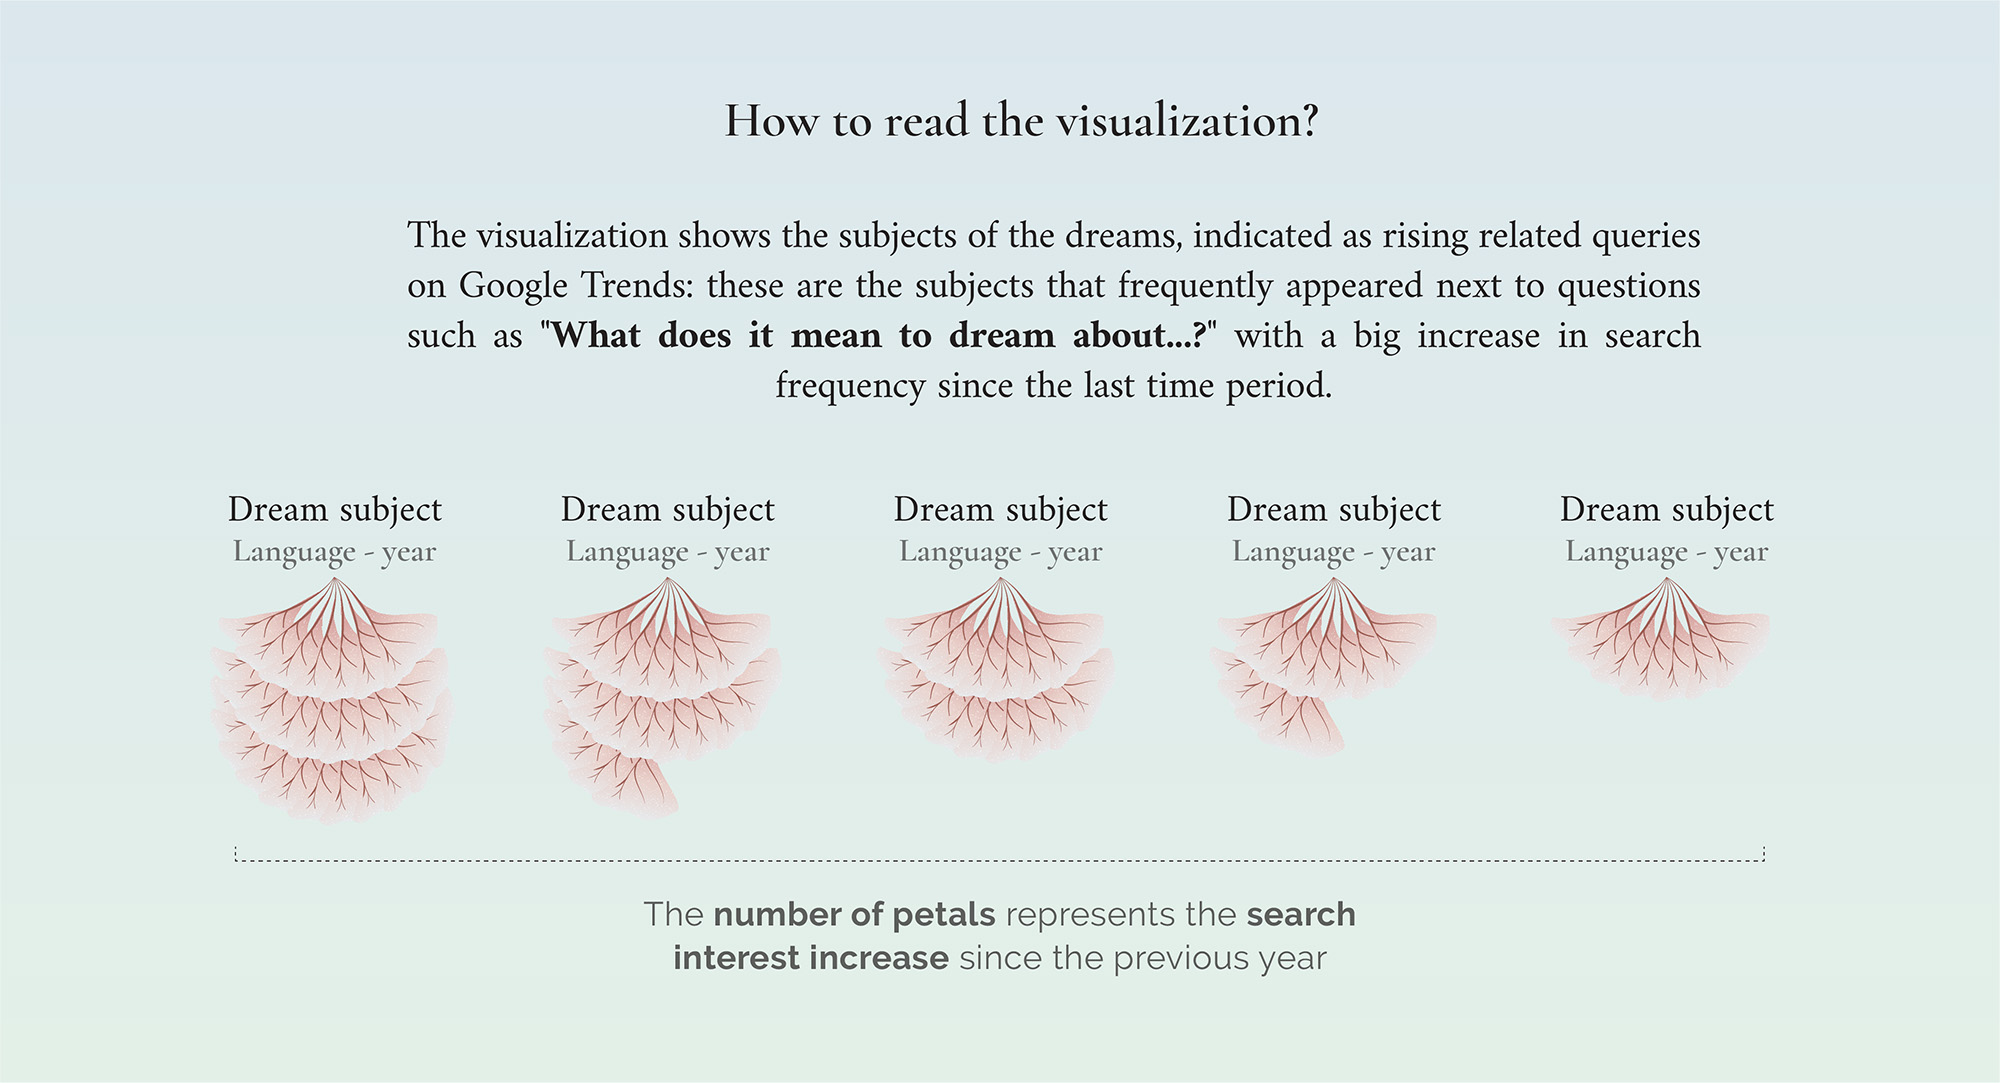 How to read the visualization?
The visualization shows the subjects of the dreams, indicated as rising related queries
on Google Trends: these are the subjects that frequently appeared next to questions
such as "What does it mean to dream about...?" with a big increase in search
frequency since the last time period.
Dream subject
Language - year
Dream subject
Language - year
Dream subject
Language - year
Dream subject
Language - year
Dream subject
Language - year
The number of petals represents the search
interest increase since the previous year